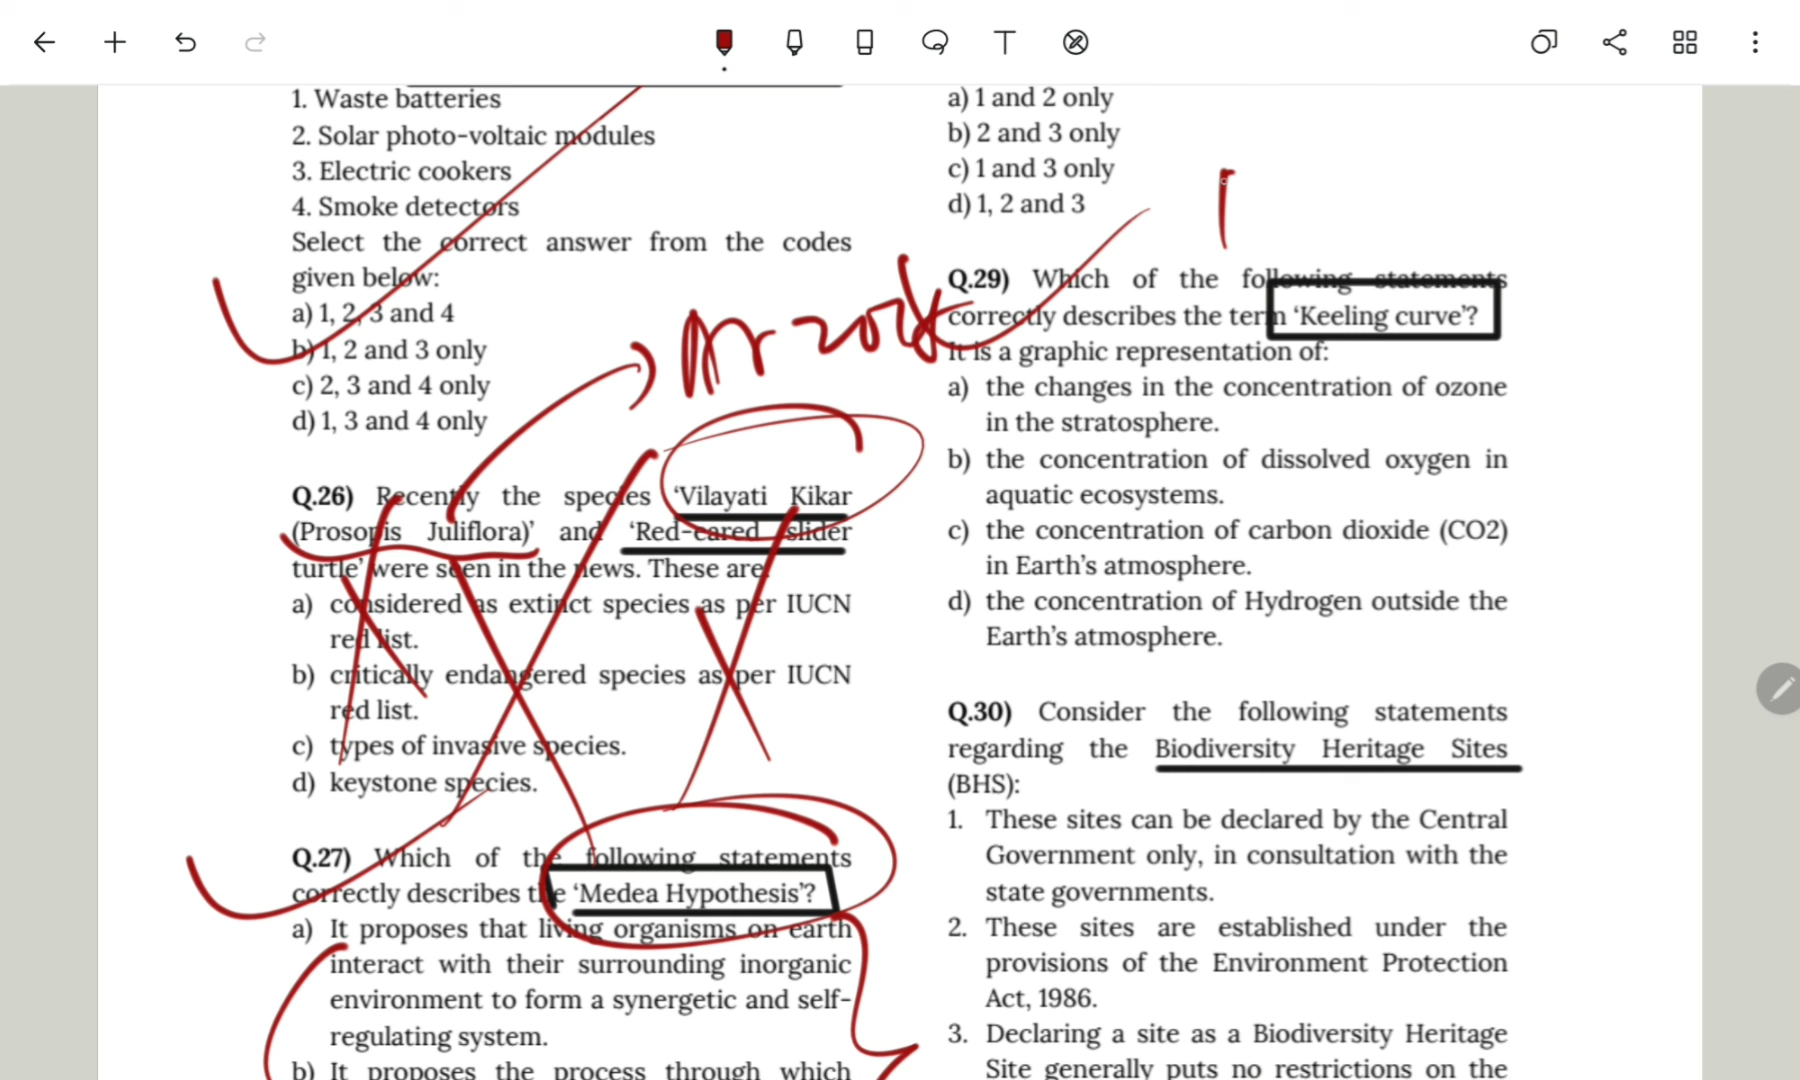 1. Waste batteries
2. Solar photo-voltaic modules
3. Electric cookers
4. Smoke detectors
Select the correct answer from the codes
given below:
a) 1, 2, 3 and 4
b) 1, 2 and 3 only
c) 2, 3 and 4 only
d) 1, 3 and 4 only
Q.26) Recently the species ‘Vilayati Kikar
(Prosopis Juliflora)’ and ‘Red-eared slider
turtle’ were seen in the news. These are:
a) considered as extinct species as per IUCN
red list.
b) critically endangered species as per IUCN
red list.
c) types of invasive species.
d) keystone species.
Q.27) Which of the following statements
correctly describes the ‘Medea Hypothesis’?
a) It proposes that living organisms on earth
interact with their surrounding inorganic
environment to form a synergetic and self-
regulating system.
b) It proposes the process through which
a) 1 and 2 only
b) 2 and 3 only
c) 1 and 3 only
d) 1, 2 and 3
Q.29) Which of the following statements
correctly describes the term ‘Keeling curve’?
It is a graphic representation of:
a) the changes in the concentration of ozone
in the stratosphere.
b) the concentration of dissolved oxygen in
aquatic ecosystems.
c) the concentration of carbon dioxide (CO2)
in Earth’s atmosphere.
d) the concentration of Hydrogen outside the
Earth’s atmosphere.
Q.30) Consider the following statements
regarding the Biodiversity Heritage Sites
(BHS):
1. These sites can be declared by the Central
Government only, in consultation with the
state governments.
2. These sites are established under the
provisions of the Environment Protection
Act, 1986.
3. Declaring a site as a Biodiversity Heritage
Site generally puts no restrictions on the